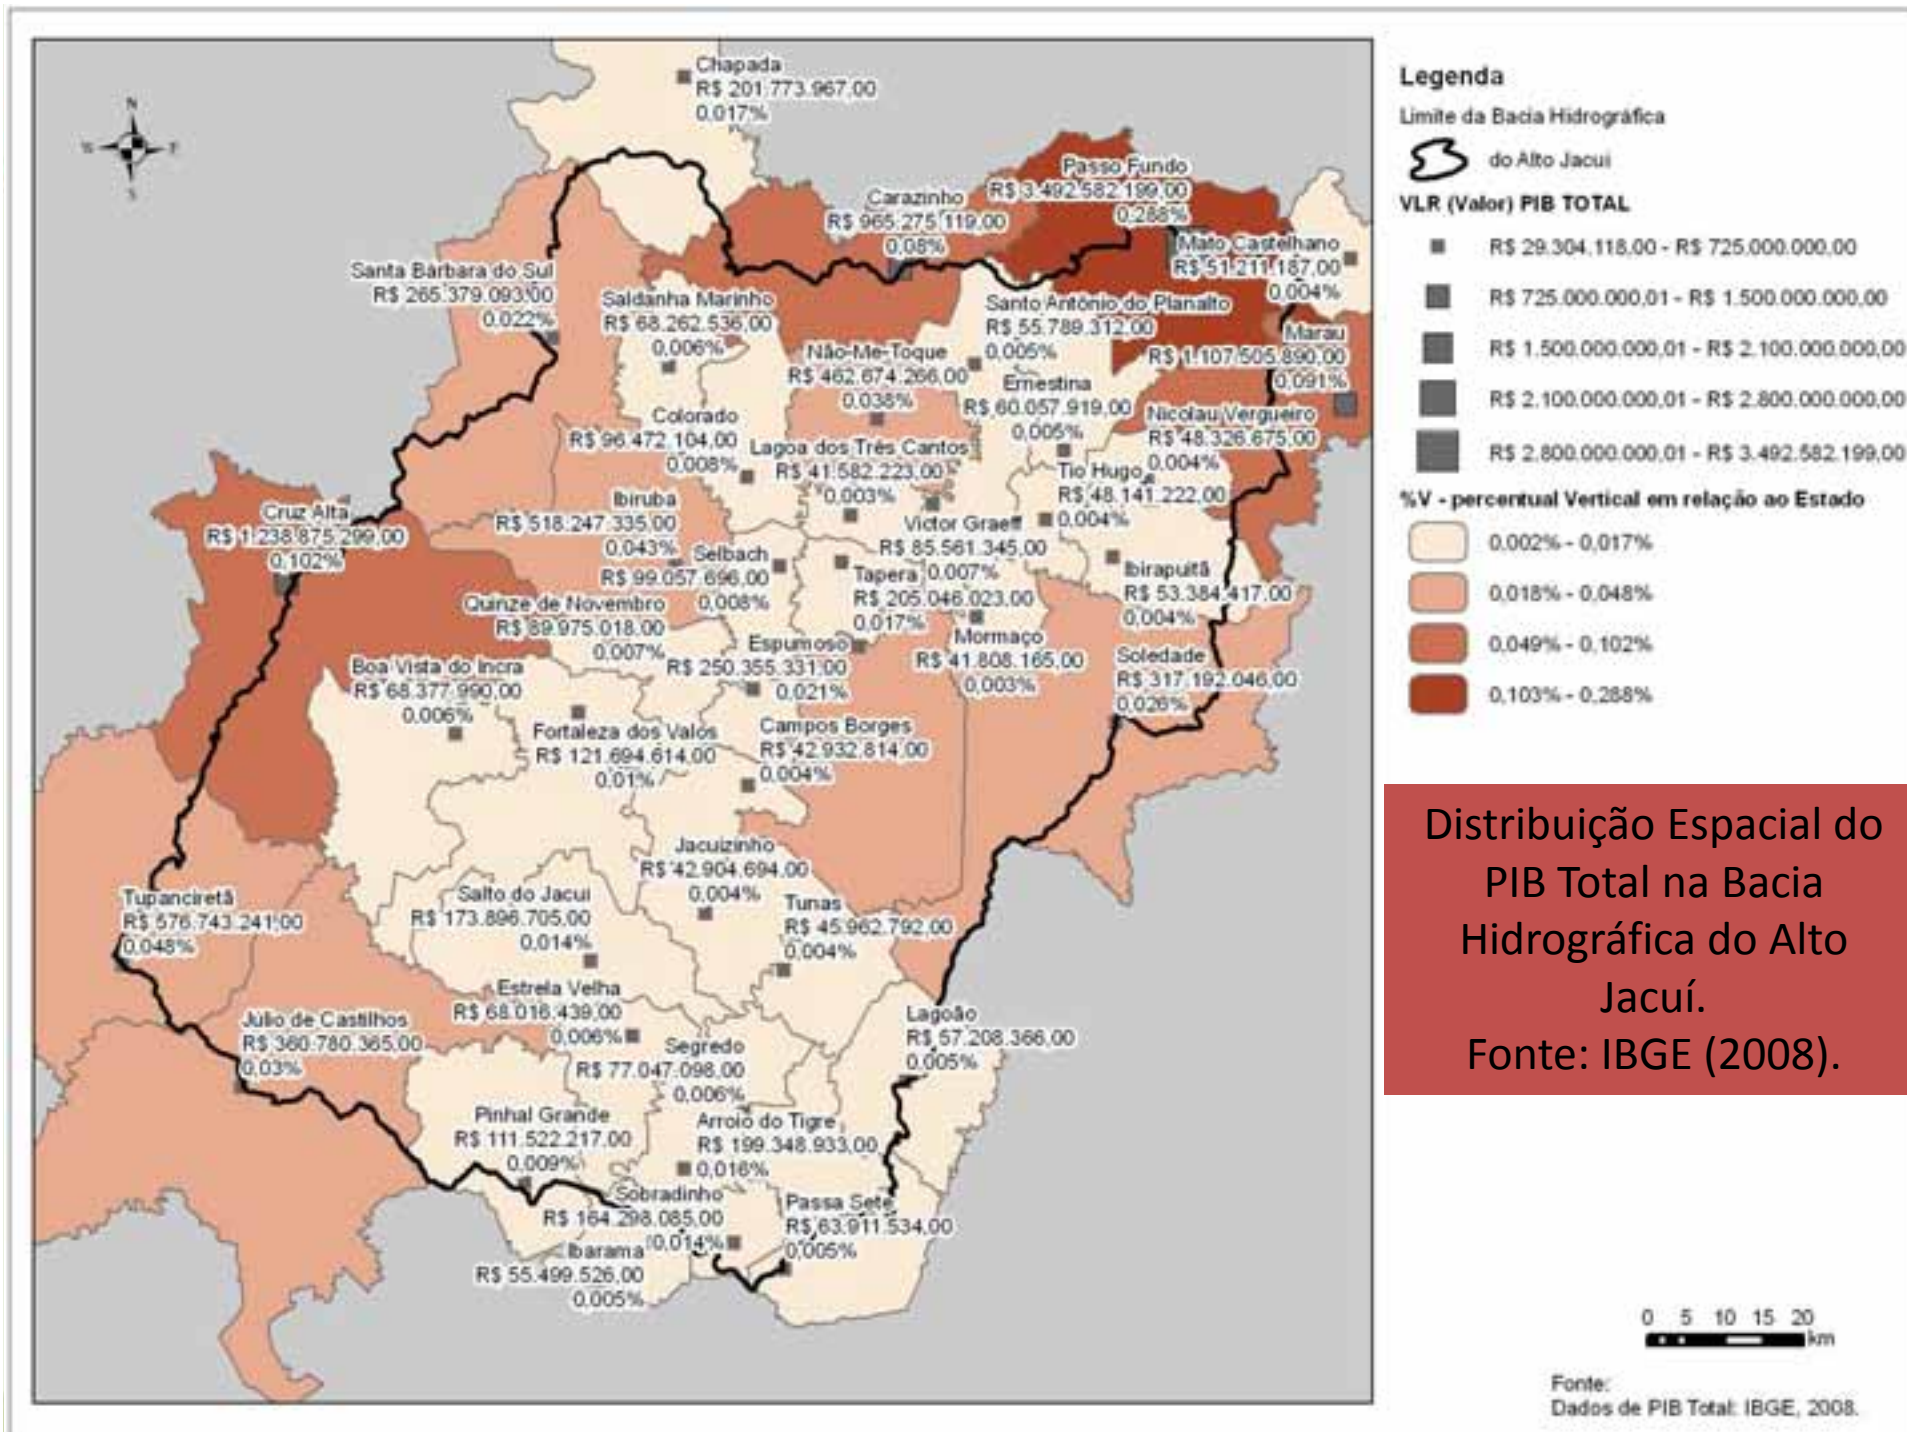 N
W
E
S
Chapada
R$ 201.773.967,00
0.017%
Passo Fundo
R$ 3.492.582.199,00
0.288%
Carazinho
R$ 965.275.119,00
0,08%
Mato Castelhano
R$ 51.211.187,00
0.004%
Santa Bárbara do Sul
R$ 265.379.093,00
0.022%
Saldanha Marinho
R$ 68.262.536,00
0,006%
Santo Antônio do Planalto
R$ 55.789.312,00
0.005%
Marau
R$ 1.107.505.890,00
0.091%
Não-Me-Toque
R$ 462.674.266,00
0.038%
Ernestina
R$ 60.057.919,00
0,005%
Colorado
R$ 96.472.104,00
0.008%
Lagoa dos Três Cantos
R$ 41.582.223,00
0.003%
Nicolau Vergueiro
R$ 48.326.675,00
0.004%
Tio Hugo
R$ 48.141.222,00
0.004%
Cruz Alta
R$ 1.238.875.299,00
0,102%
Ibiruba
R$ 518.247.335,00
0,043%
Victor Graeff
R$ 85.561.345,00
0.007%
Selbach
R$ 99.057.696,00
0,008%
Tapera
R$ 205.046.023,00
0.017%
Ibirapuitã
R$ 53.384.417,00
0.004%
Quinze de Novembro
R$ 89.975.018,00
0.007%
Espumoso
R$ 250.355.331,00
0,021%
Mormaço
R$ 41.808.165,00
0,003%
Soledade
R$ 317.192.046,00
0,026%
Boa Vista do Incra
R$ 68.377.990,00
0.006%
Fortaleza dos Valos
R$ 121.694.614,00
0.01%
Campos Borges
R$ 42.932.814,00
0,004%
Jacuizinho
R$ 42.904.694,00
0.004%
Tupanciretã
R$ 576.743.241,00
0,048%
Salto do Jacui
R$ 173.896.705,00
0,014%
Tunas
R$ 45.962.792,00
0,004%
Estrela Velha
R$ 68.016.439,00
0,006%
Júlio de Castilhos
R$ 360.780.365,00
0,03%
Segredo
R$ 77.047.098,00
0,006%
Lagoão
R$ 57.208.366,00
0.005%
Pinhal Grande
R$ 111.522.217,00
0.009%
Arroio do Tigre
R$ 199.348.933,00
0,016%
Sobradinho
R$ 164.298.085,00
0,014%
Passa Sete
R$ 63.911.534,00
0,005%
Ibarama
R$ 55.499.526,00
0.005%
Legenda
Limite da Bacia Hidrográfica
do Alto Jacui
VLR (Valor) PIB TOTAL
R$ 29.304.118,00 - R$ 725.000.000,00
R$ 725.000.000,01 - R$ 1.500.000.000,00
R$ 1.500.000.000,01 - R$ 2.100.000.000,00
R$ 2.100.000.000,01 - R$ 2.800.000.000,00
R$ 2.800.000.000,01 - R$ 3.492.582.199,00
%V - percentual Vertical em relação ao Estado
0.002% - 0,017%
0,018% - 0,048%
0.049% - 0.102%
0,103% - 0,288%
Distribuição Espacial do
PIB Total na Bacia
Hidrográfica do Alto
Jacuí.
Fonte: IBGE (2008).
0 5 10 15 20
km
Fonte:
Dados de PIB Total: IBGE, 2008.